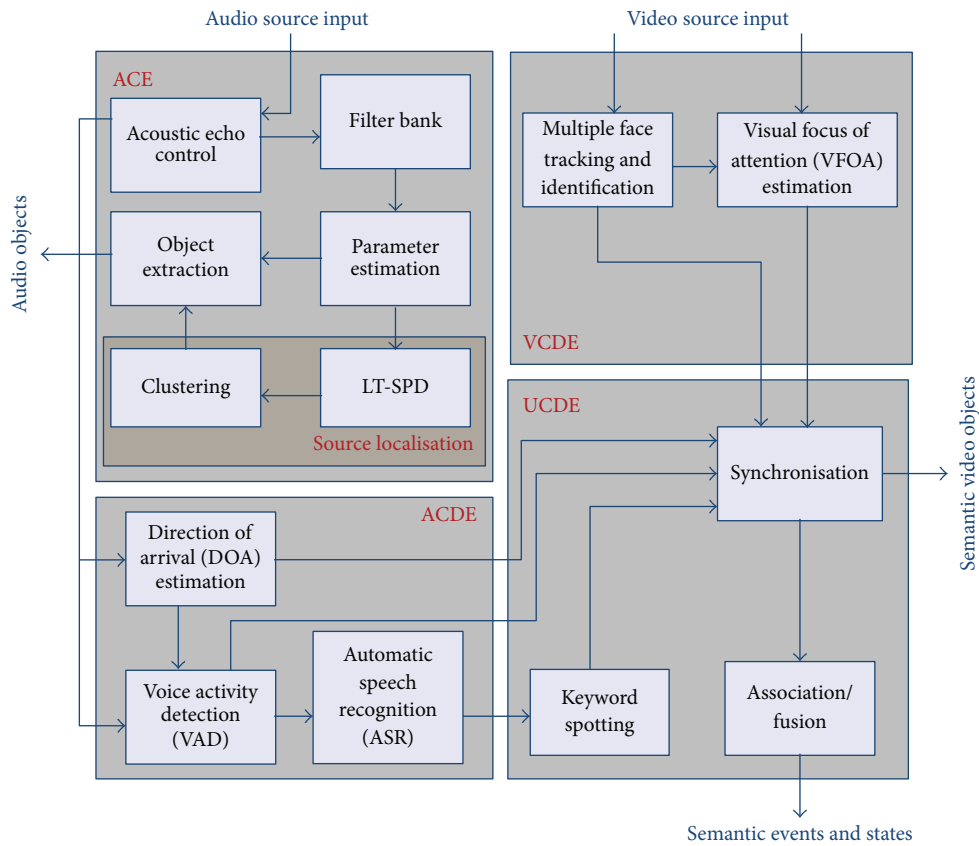 Audio source input
Video source input
ACE
Acoustic echo
control
Filter bank
Object
extraction
Parameter
estimation
Clustering
LT-SPD
Source localisation
Audio objects
Multiple face
tracking and
identification
Visual focus of
attention (VFOA)
estimation
VCDE
ACDE
Direction of
arrival (DOA)
estimation
Voice activity
detection
(VAD)
Automatic
speech
recognition
(ASR)
UCDE
Synchronisation
Keyword
spotting
Association/
fusion
Semantic video objects
Semantic events and states